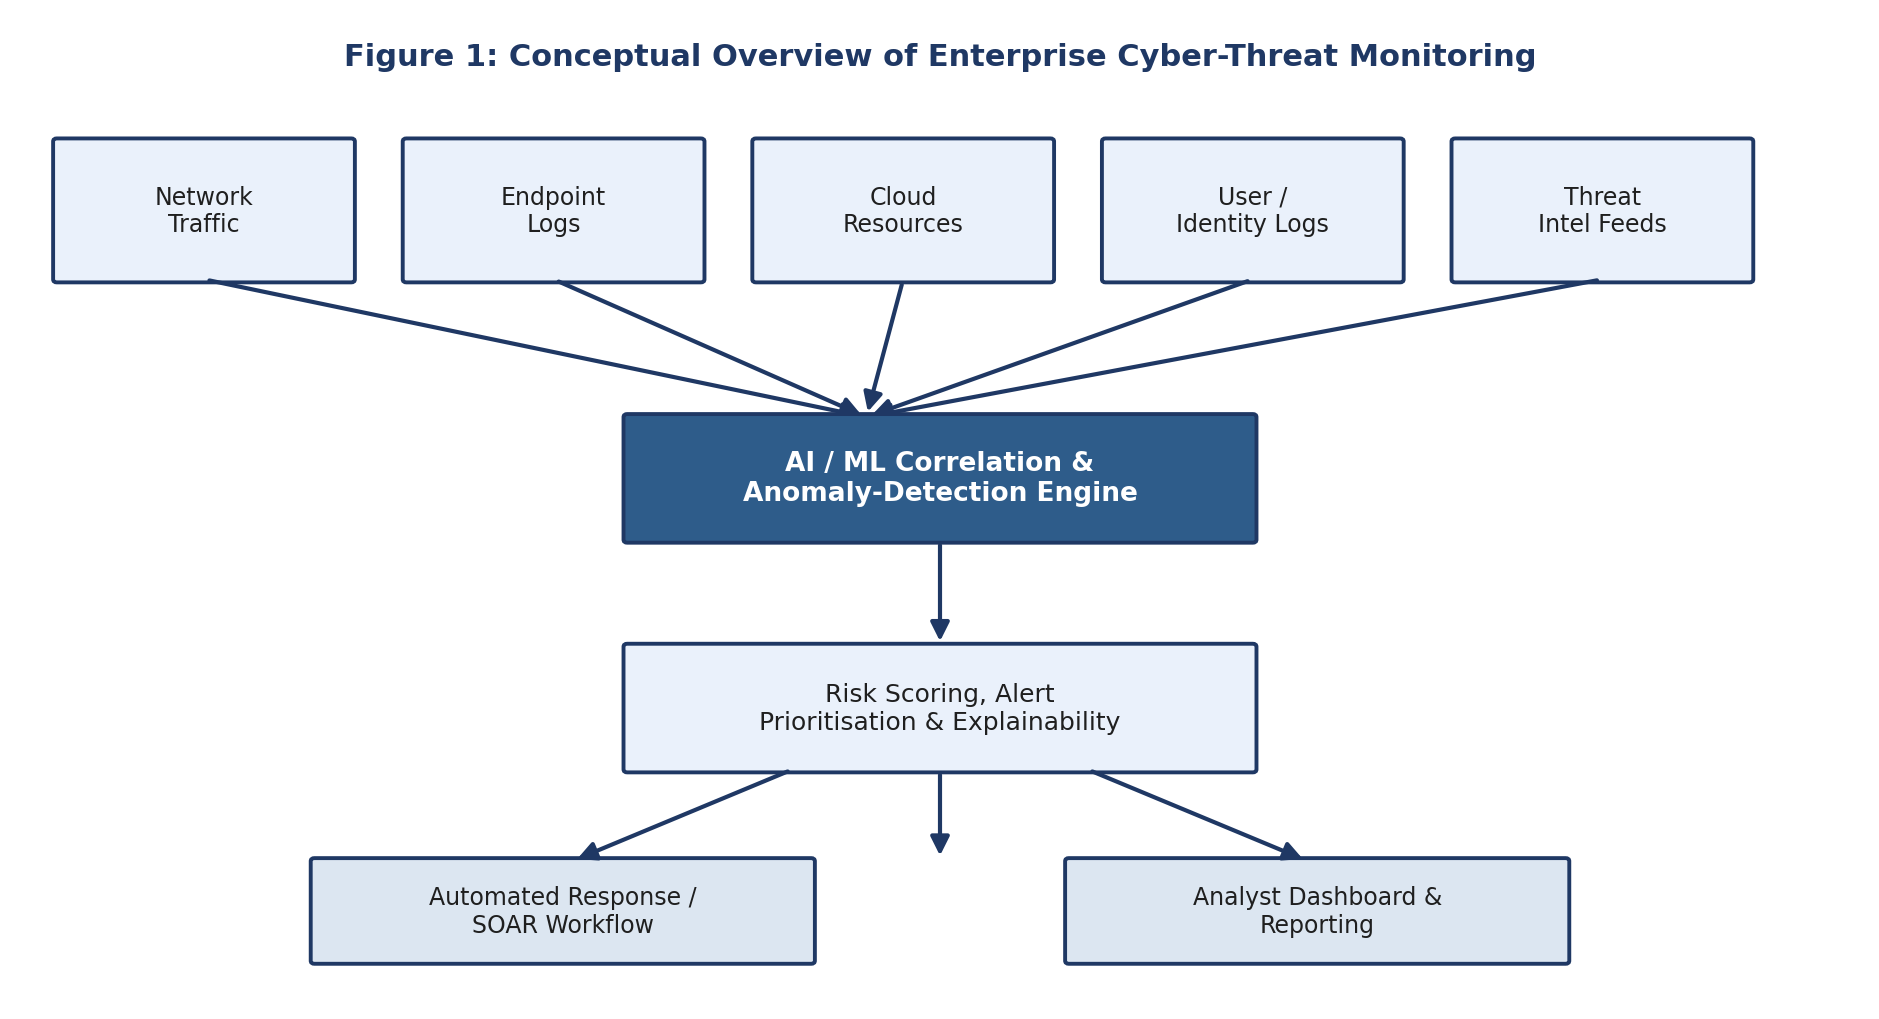 Figure 1: Conceptual Overview of Enterprise Cyber-Threat Monitoring
Network
Traffic
Endpoint
Logs
Cloud
Resources
User /
Identity Logs
Threat
Intel Feeds
AI / ML Correlation &
Anomaly-Detection Engine
Risk Scoring, Alert
Prioritisation & Explainability
Automated Response /
SOAR Workflow
Analyst Dashboard &
Reporting